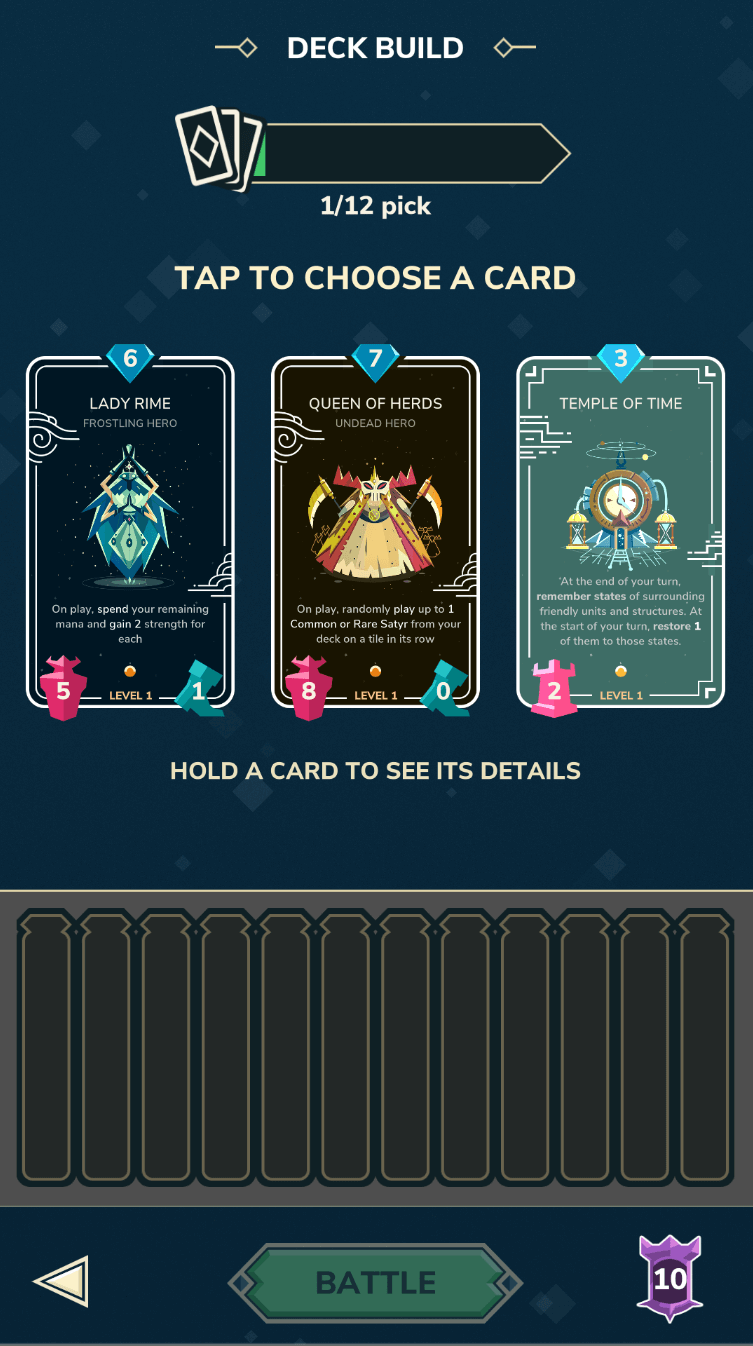 DECK BUILD
1/12 pick
TAP TO CHOOSE A CARD
6
LADY RIME
FROSTLING HERO
On play, spend your remaining
mana and gain 2 strength for
each
5
LEVEL 1
1
7
QUEEN OF HERDS
UNDEAD HERO
On play, randomly play up to 1
Common or Rare Satyr from your
deck on a tile in its row
8
LEVEL 1
0
3
TEMPLE OF TIME
'At the end of your turn,
remember states of surrounding
friendly units and structures. At
the start of your turn, restore 1
of them to those states.
2
LEVEL 1
HOLD A CARD TO SEE ITS DETAILS
BATTLE
10